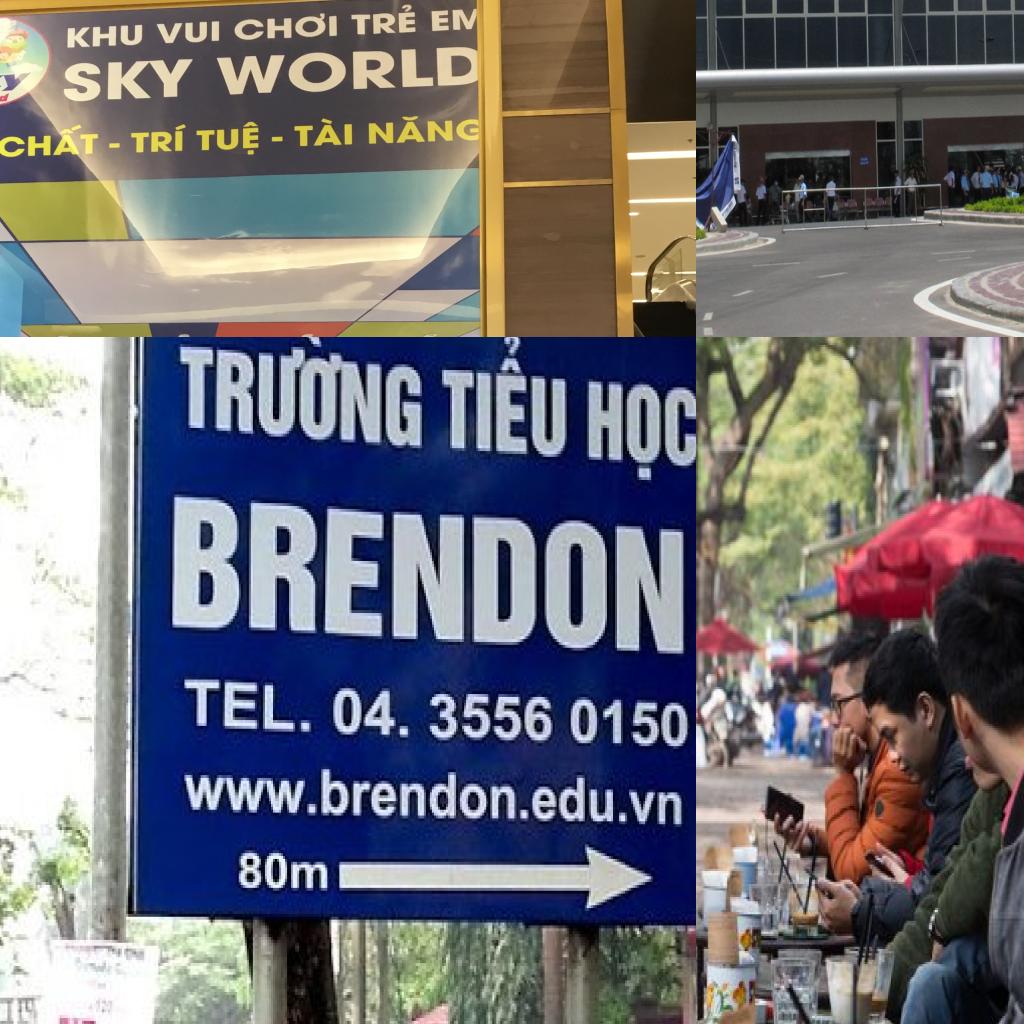 KHU VUI CHƠI TRẺ EM
SKY WORLD
CHẤT - TRÍ TUỆ - TÀI NĂNG
TRƯỜNG TIỂU HỌC
BRENDON
TEL. 04. 3556 0150
www.brendon.edu.vn
80m